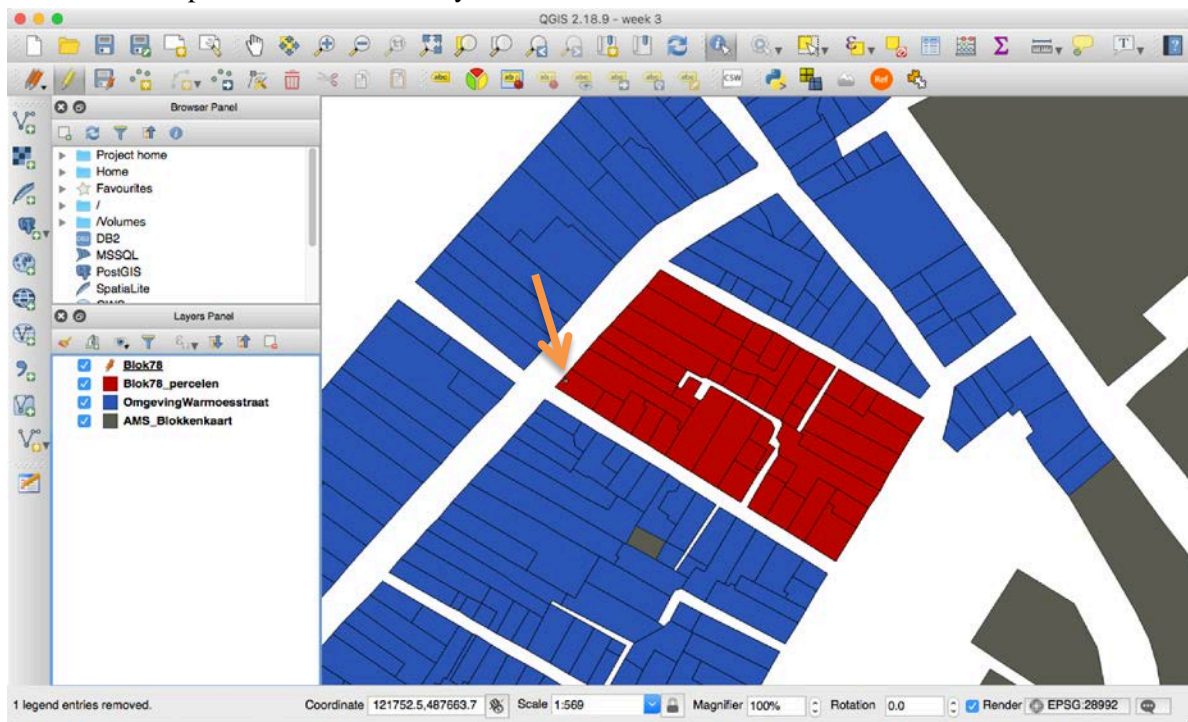 QGIS 2.18.9 - week 3
Browser Panel
Project home
Home
Favourites
/
/Volumes
DB2
MSSQL
PostGIS
SpatiaLite
Layers Panel
Blok78
Blok78_percelen
OmgevingWarmoesstraat
AMS_Blokkenkaart
1 legend entries removed.
Coordinate 121752.5,487663.7 Scale 1:569 Magnifier 100% Rotation 0.0 Render EPSG:28992